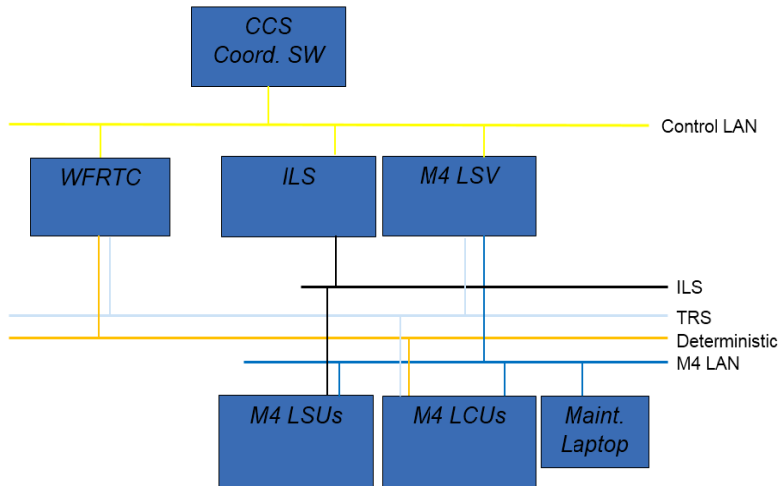 CCS
Coord. SW
Control LAN
WFRTC
ILS
M4 LSV
ILS
TRS
Deterministic
M4 LAN
M4 LSUs
M4 LCUs
Maint.
Laptop